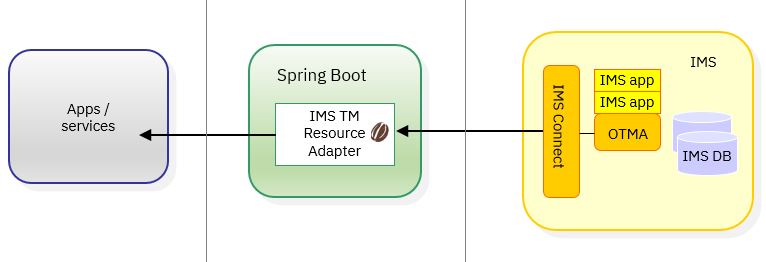 Apps /
services
Spring Boot
IMS TM
Resource
Adapter
IMS Connect
IMS app
IMS app
OTMA
IMS
IMS DB